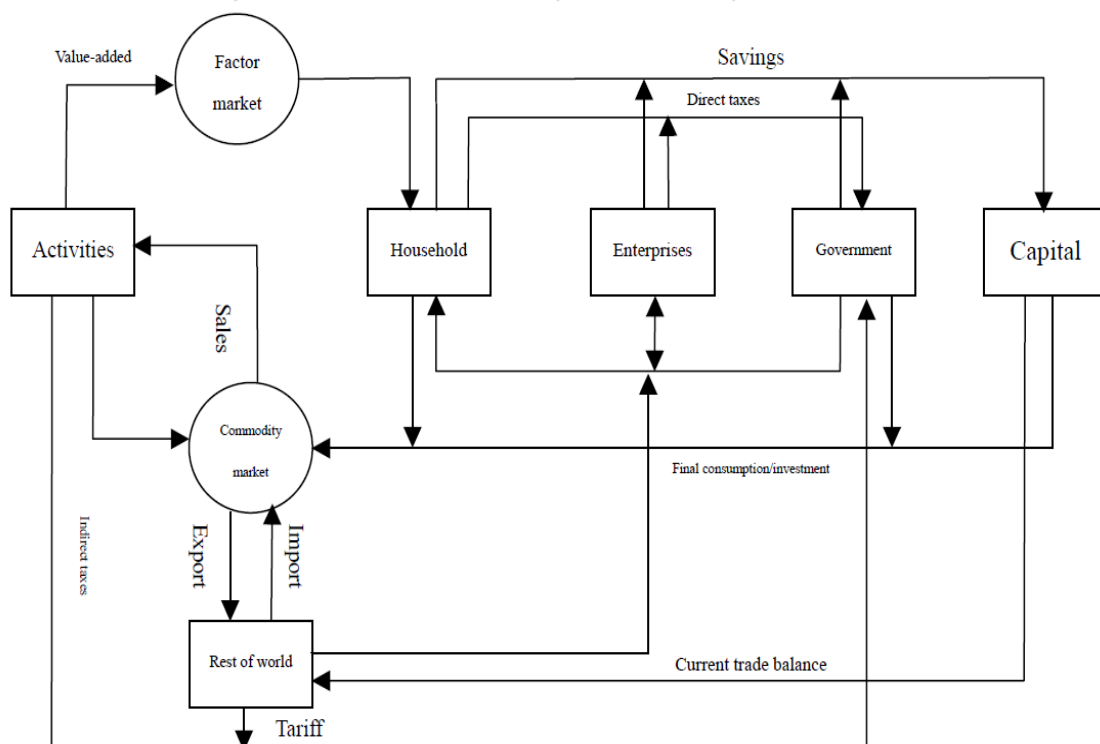 Value-added
Factor
market
Savings
Direct taxes
Activities
Household
Enterprises
Government
Capital
Sales
Commodity
market
Final consumption/investment
Indirect taxes
Export
Import
Rest of world
Current trade balance
Tariff